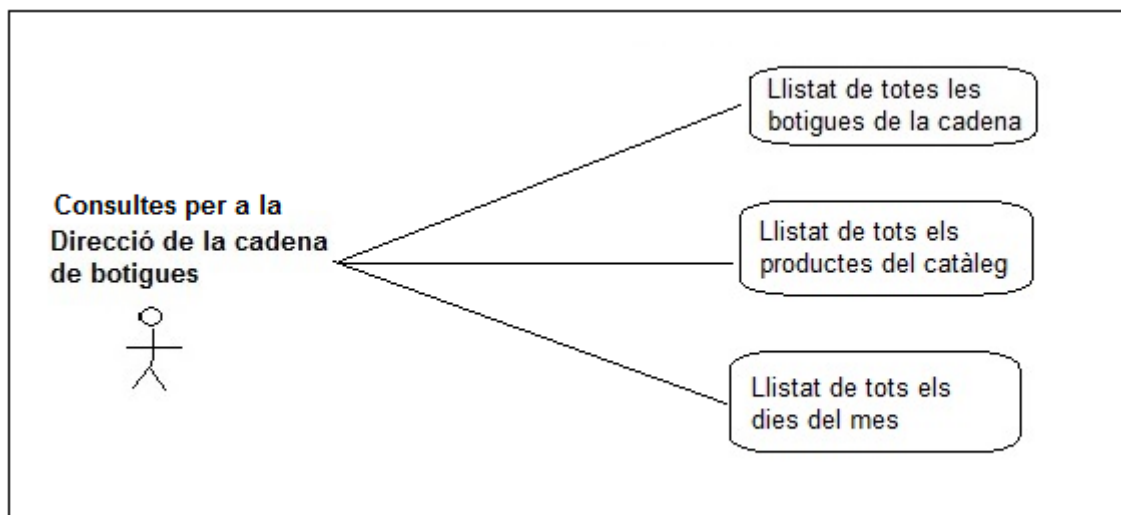 Consultes per a la
Direcció de la cadena
de botigues
Llistat de totes les
botigues de la cadena
Llistat de tots els
productes del catàleg
Llistat de tots els
dies del mes